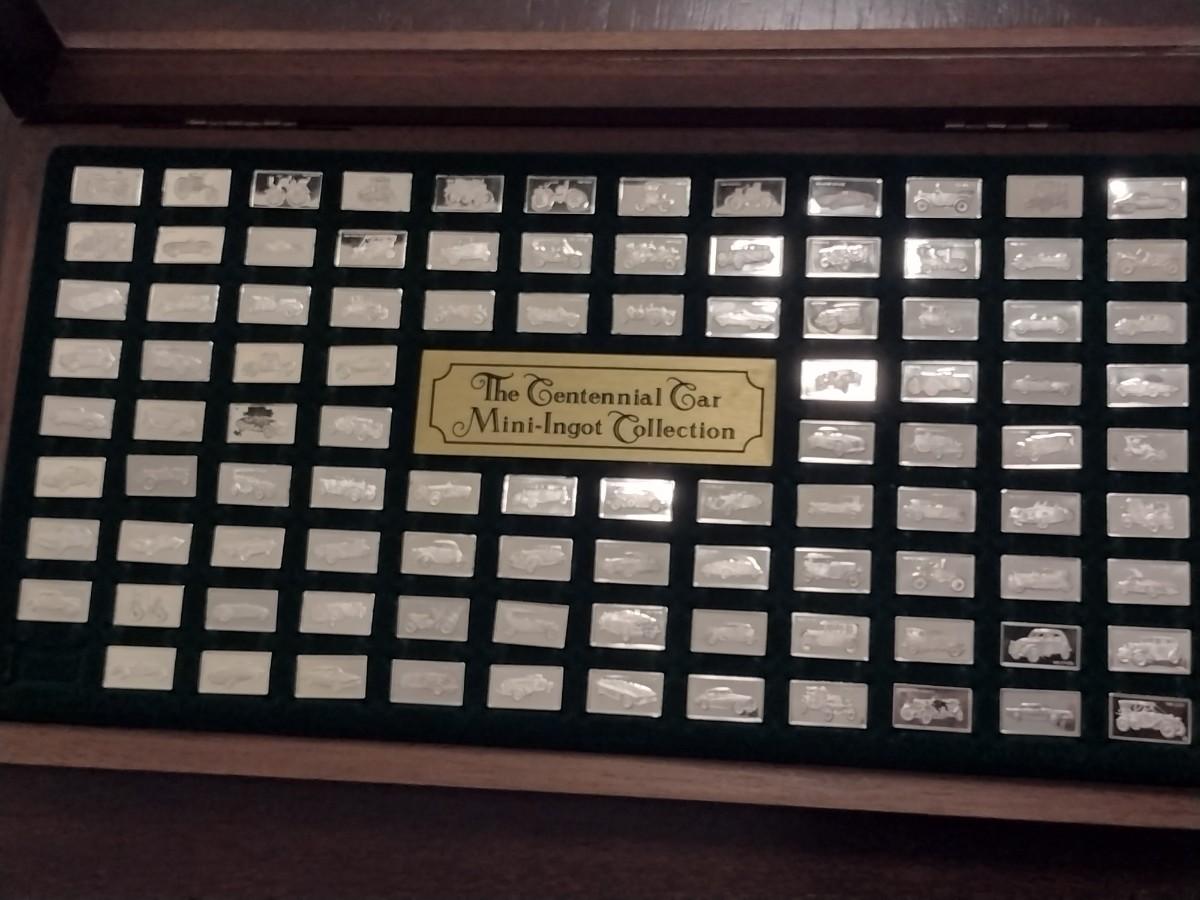 The Centennial Car
Mini-Ingot Collection